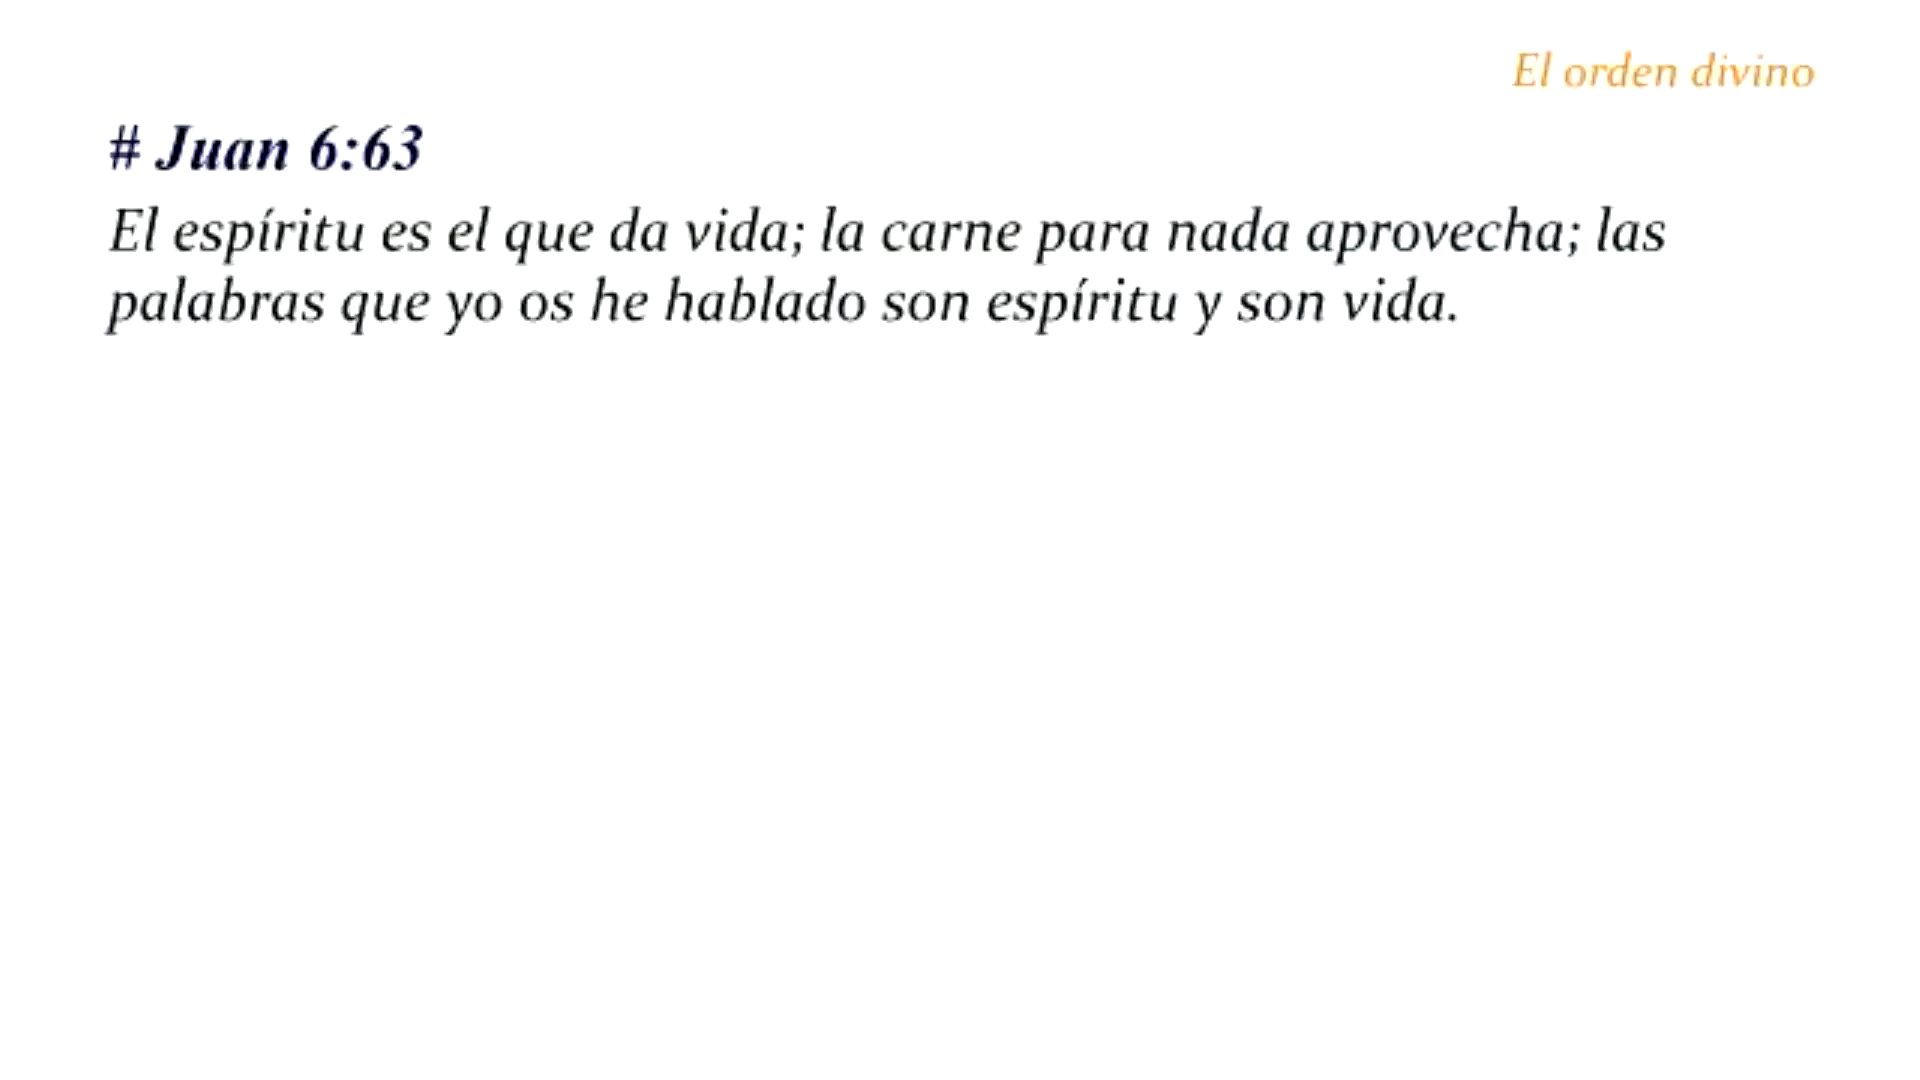 El orden divino
# Juan 6:63
El espíritu es el que da vida; la carne para nada aprovecha; las
palabras que yo os he hablado son espíritu y son vida.